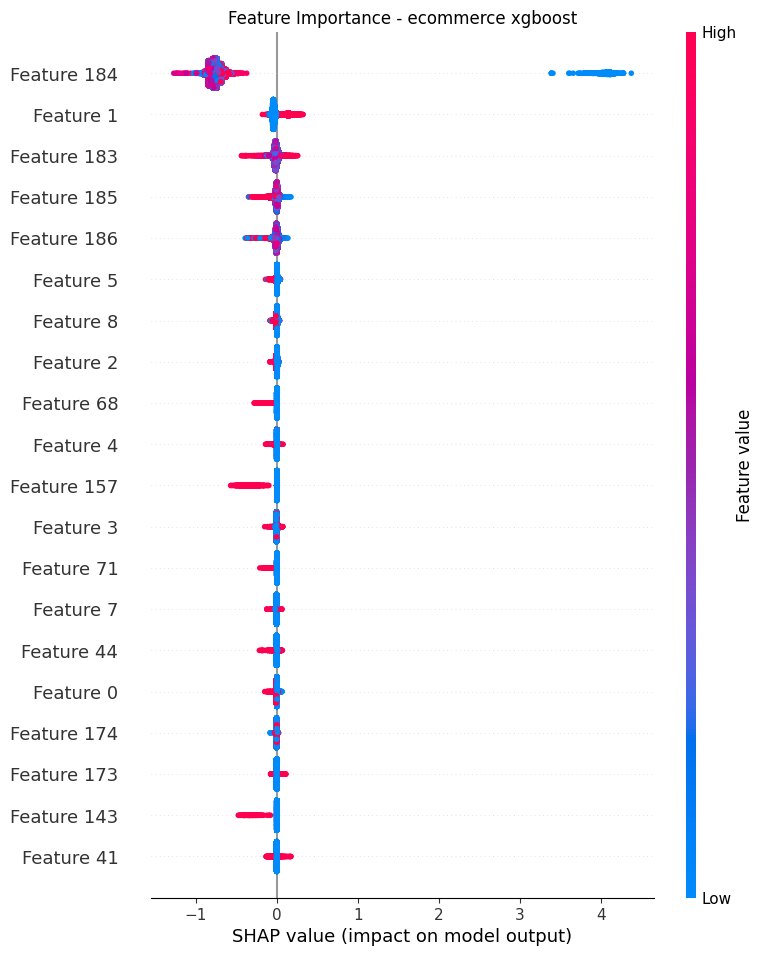 Feature Importance - ecommerce xgboost
High
Feature 184
Feature 1
Feature 183
Feature 185
Feature 186
Feature 5
Feature 8
Feature 2
Feature 68
Feature 4
Feature 157
Feature 3
Feature 71
Feature 7
Feature 44
Feature 0
Feature 174
Feature 173
Feature 143
Feature 41
Feature value
Low
−1 0 1 2 3 4
SHAP value (impact on model output)